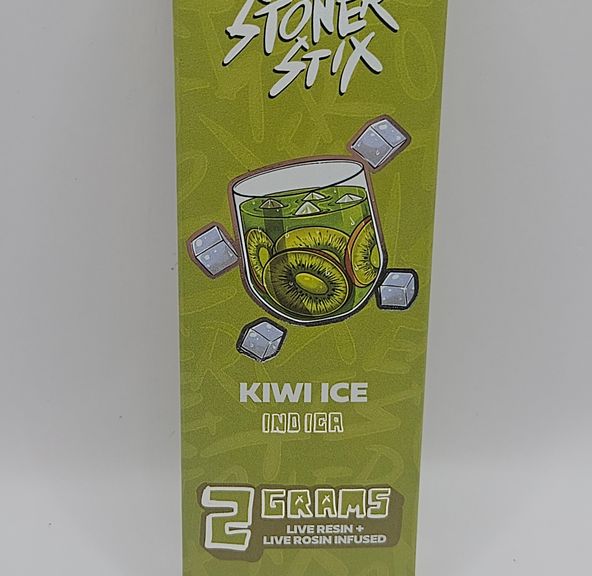 STONER
STIX
KIWI ICE
INDICA
2 GRAMS
LIVE RESIN +
LIVE ROSIN INFUSED